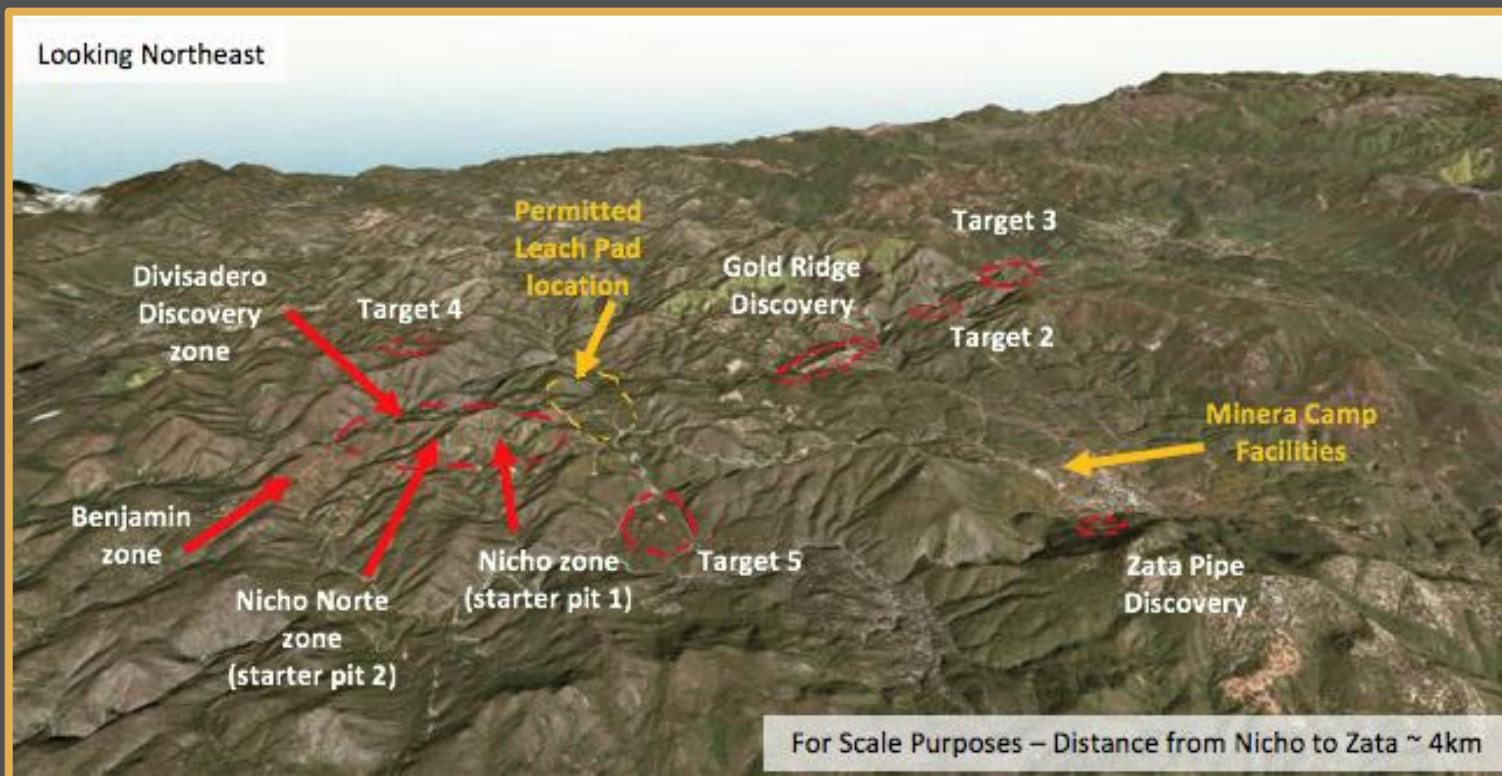 Looking Northeast
Permitted
Leach Pad
location
Target 3
Divisadero
Discovery
zone
Gold Ridge
Discovery
Target 4
Target 2
Minera Camp
Facilities
Benjamin
zone
Nicho zone
(starter pit 1)
Target 5
Zata Pipe
Discovery
Nicho Norte
zone
(starter pit 2)
For Scale Purposes – Distance from Nicho to Zata ~ 4km